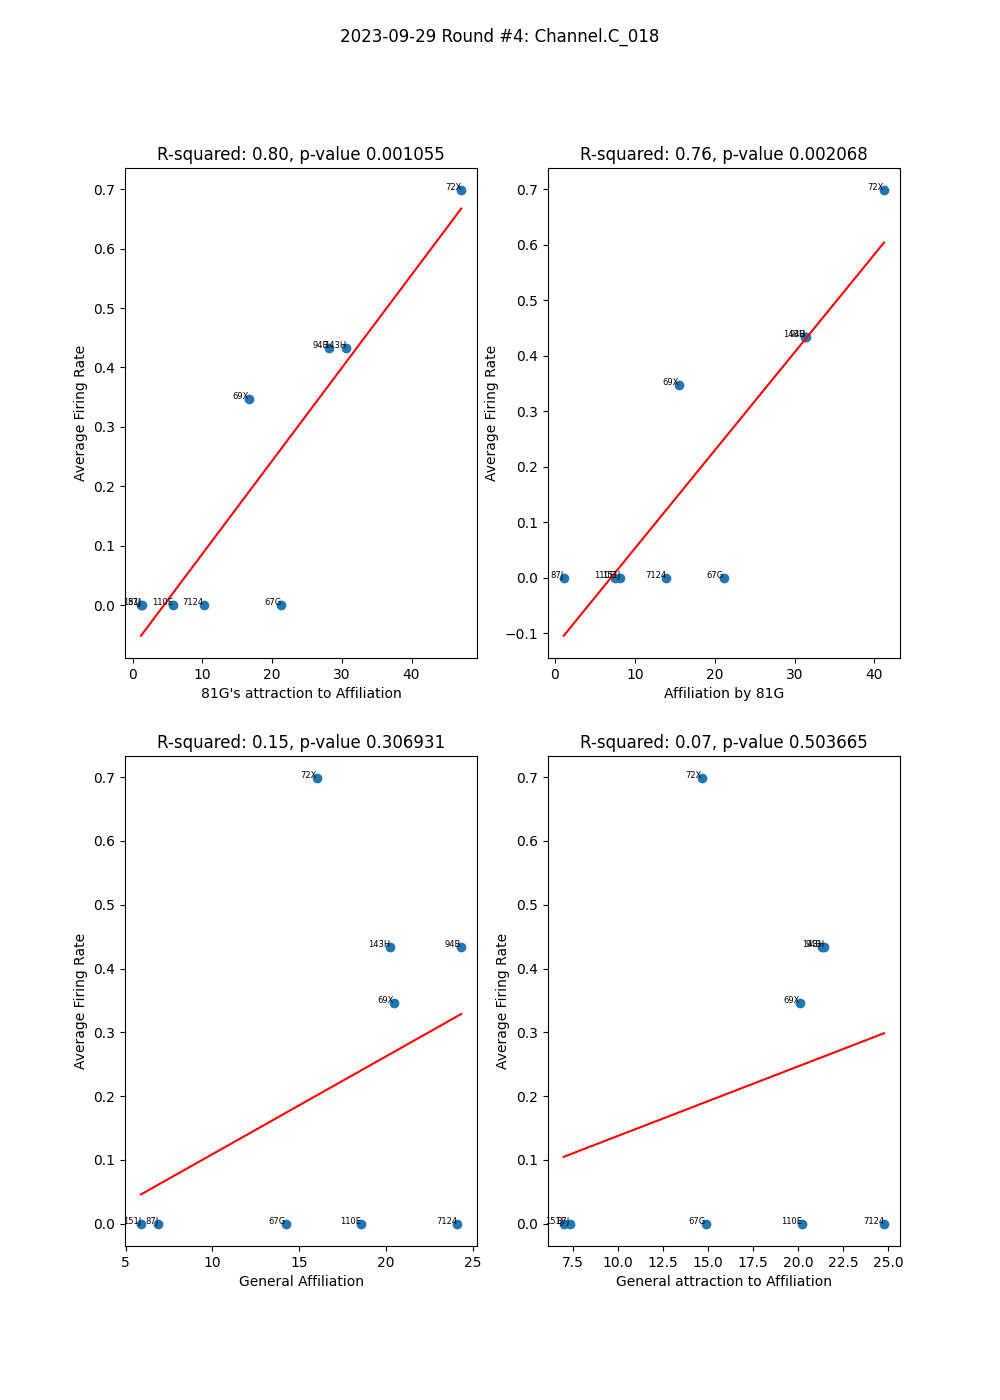 2023-09-29 Round #4: Channel.C_018
R-squared: 0.80, p-value 0.001055
Average Firing Rate
0.7
0.6
0.5
0.4
0.3
0.2
0.1
0.0
72X
94B
143H
69X
87J
110E
7124
67G
0
10
20
30
40
81G's attraction to Affiliation
R-squared: 0.76, p-value 0.002068
Average Firing Rate
0.7
0.6
0.5
0.4
0.3
0.2
0.1
0.0
−0.1
72X
69X
87J
7124
67G
0
10
20
30
40
Affiliation by 81G
R-squared: 0.15, p-value 0.306931
Average Firing Rate
0.7
0.6
0.5
0.4
0.3
0.2
0.1
0.0
72X
143H
94B
69X
151J
87J
67G
110E
7124
5
10
15
20
25
General Affiliation
R-squared: 0.07, p-value 0.503665
Average Firing Rate
0.7
0.6
0.5
0.4
0.3
0.2
0.1
0.0
72X
69X
87J
67G
110E
7124
7.5
10.0
12.5
15.0
17.5
20.0
22.5
25.0
General attraction to Affiliation